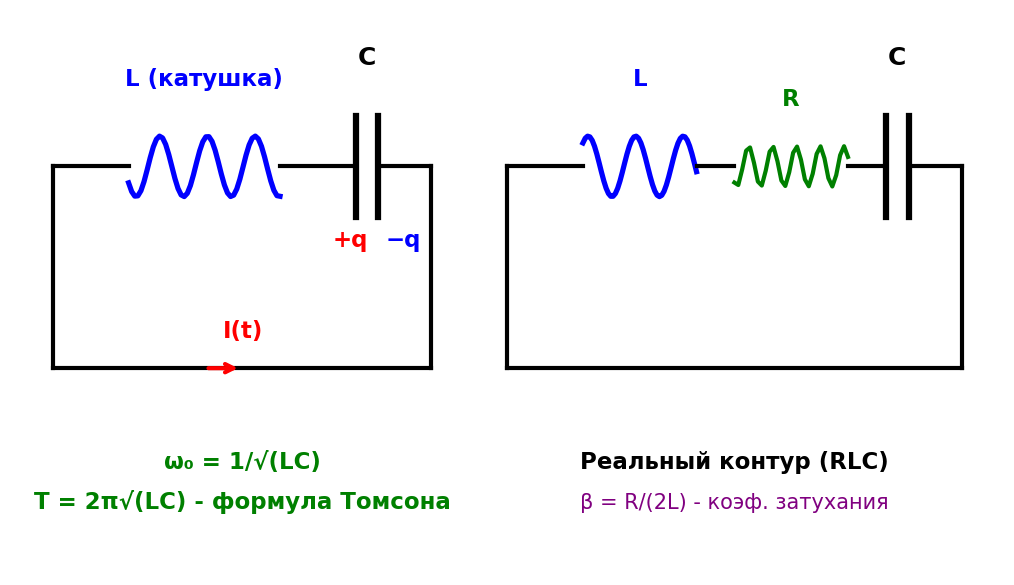 C
L (катушка)
+q
−q
I(t)
ω₀ = 1/√(LC)
T = 2π√(LC) - формула Томсона
C
L
R
Реальный контур (RLC)
β = R/(2L) - коэф. затухания